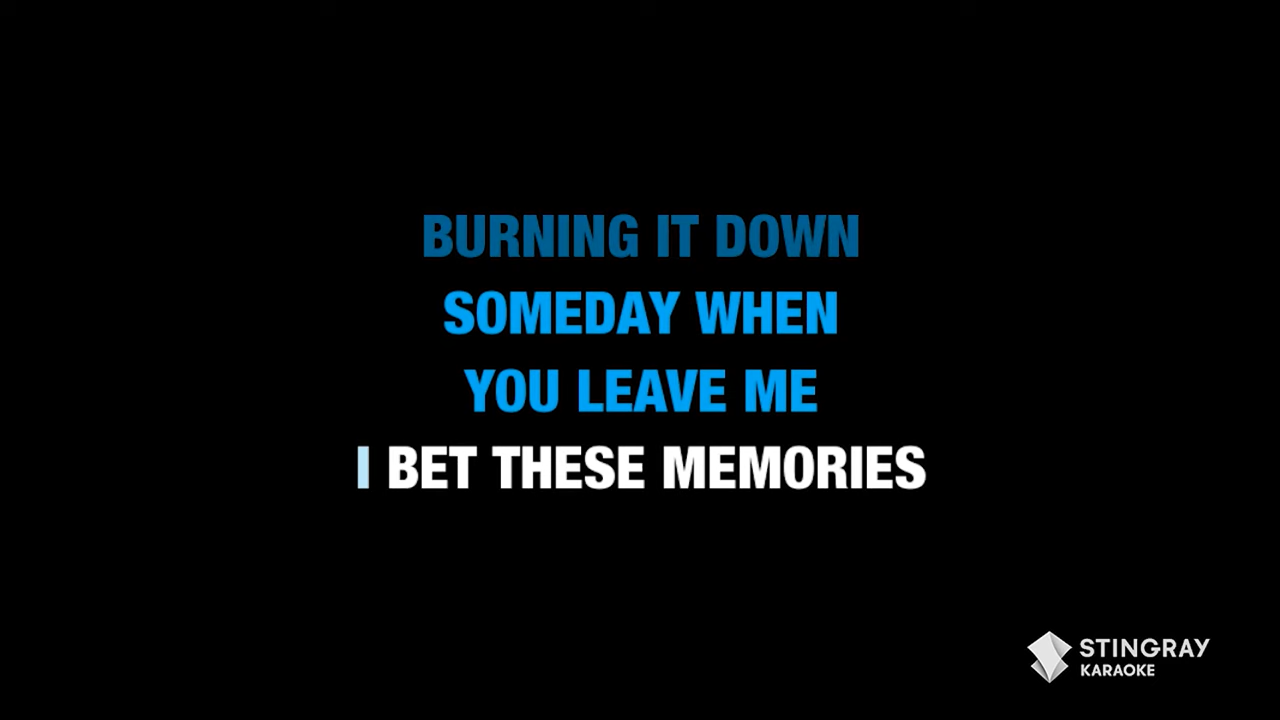 BURNING IT DOWN
SOMEDAY WHEN
YOU LEAVE ME
I BET THESE MEMORIES
STINGRAY
KARAOKE